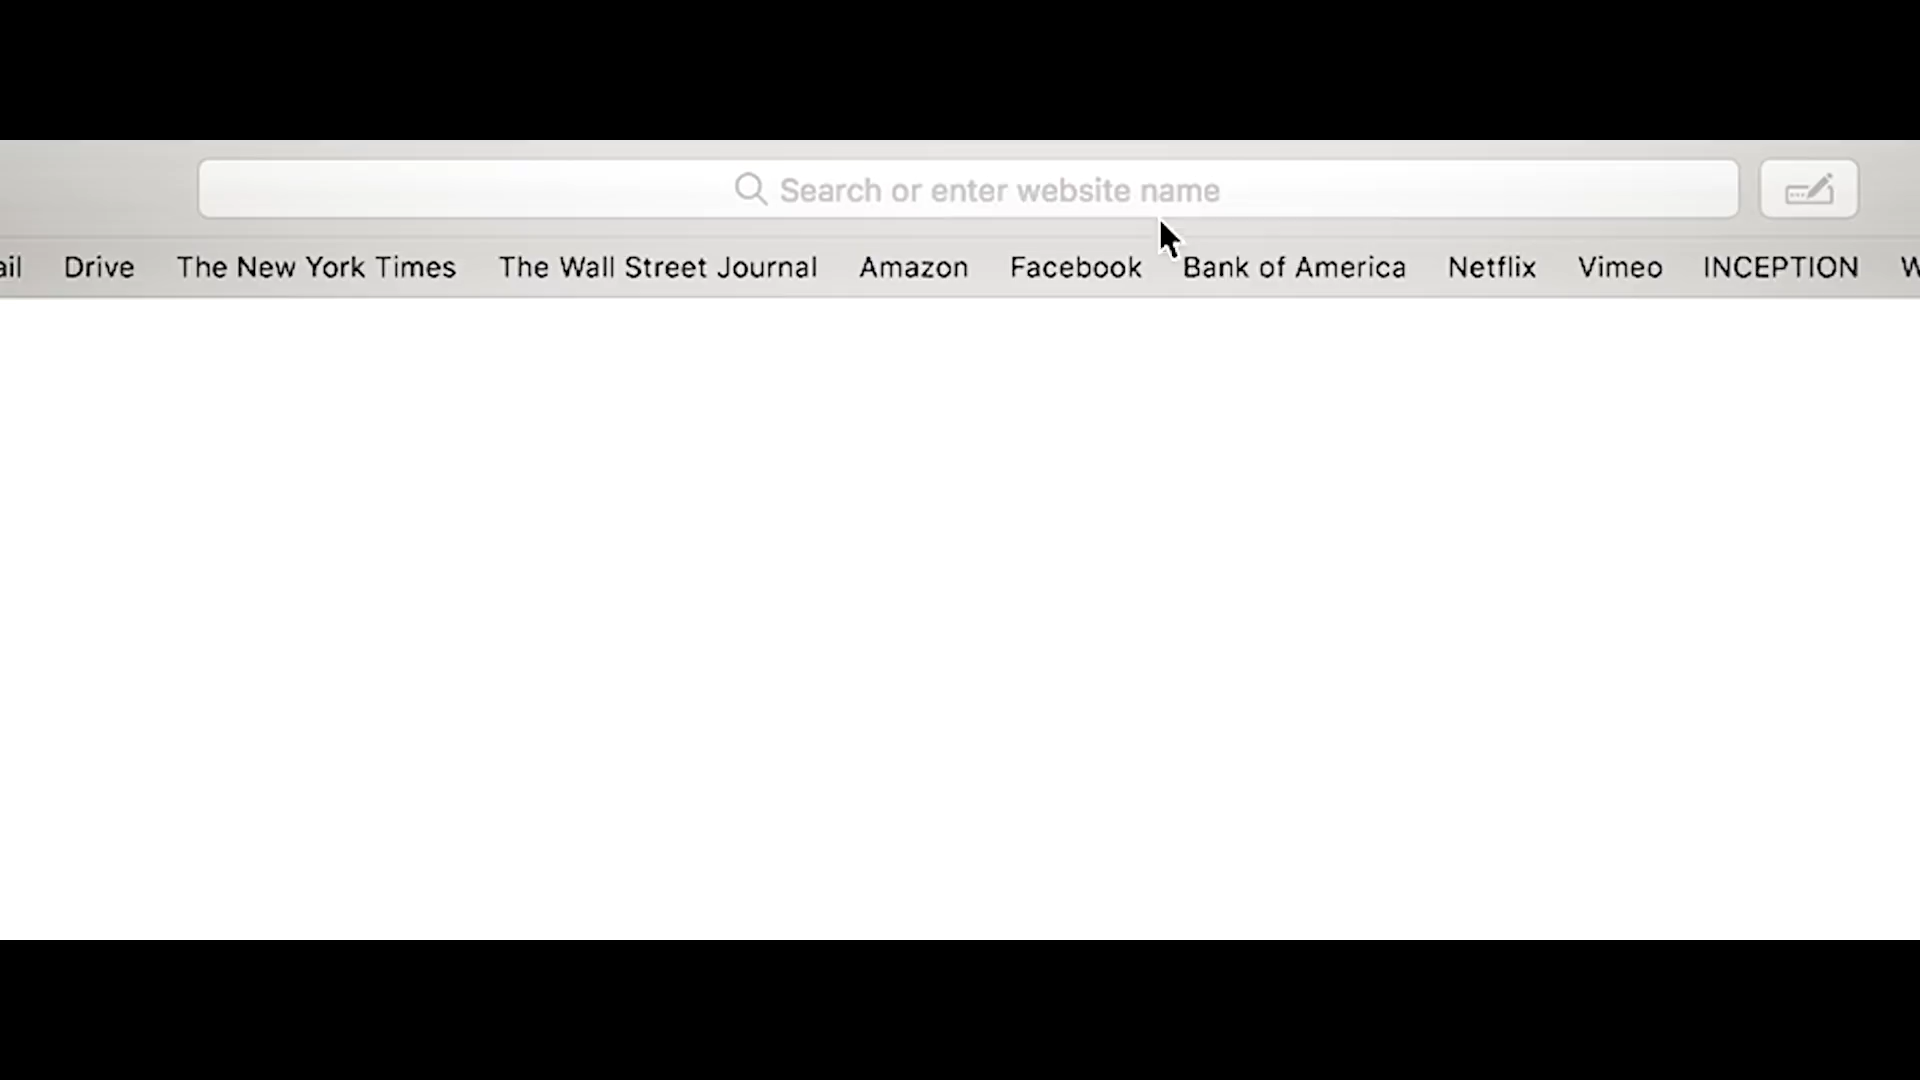 Search or enter website name
ail Drive The New York Times The Wall Street Journal Amazon Facebook Bank of America Netflix Vimeo INCEPTION W